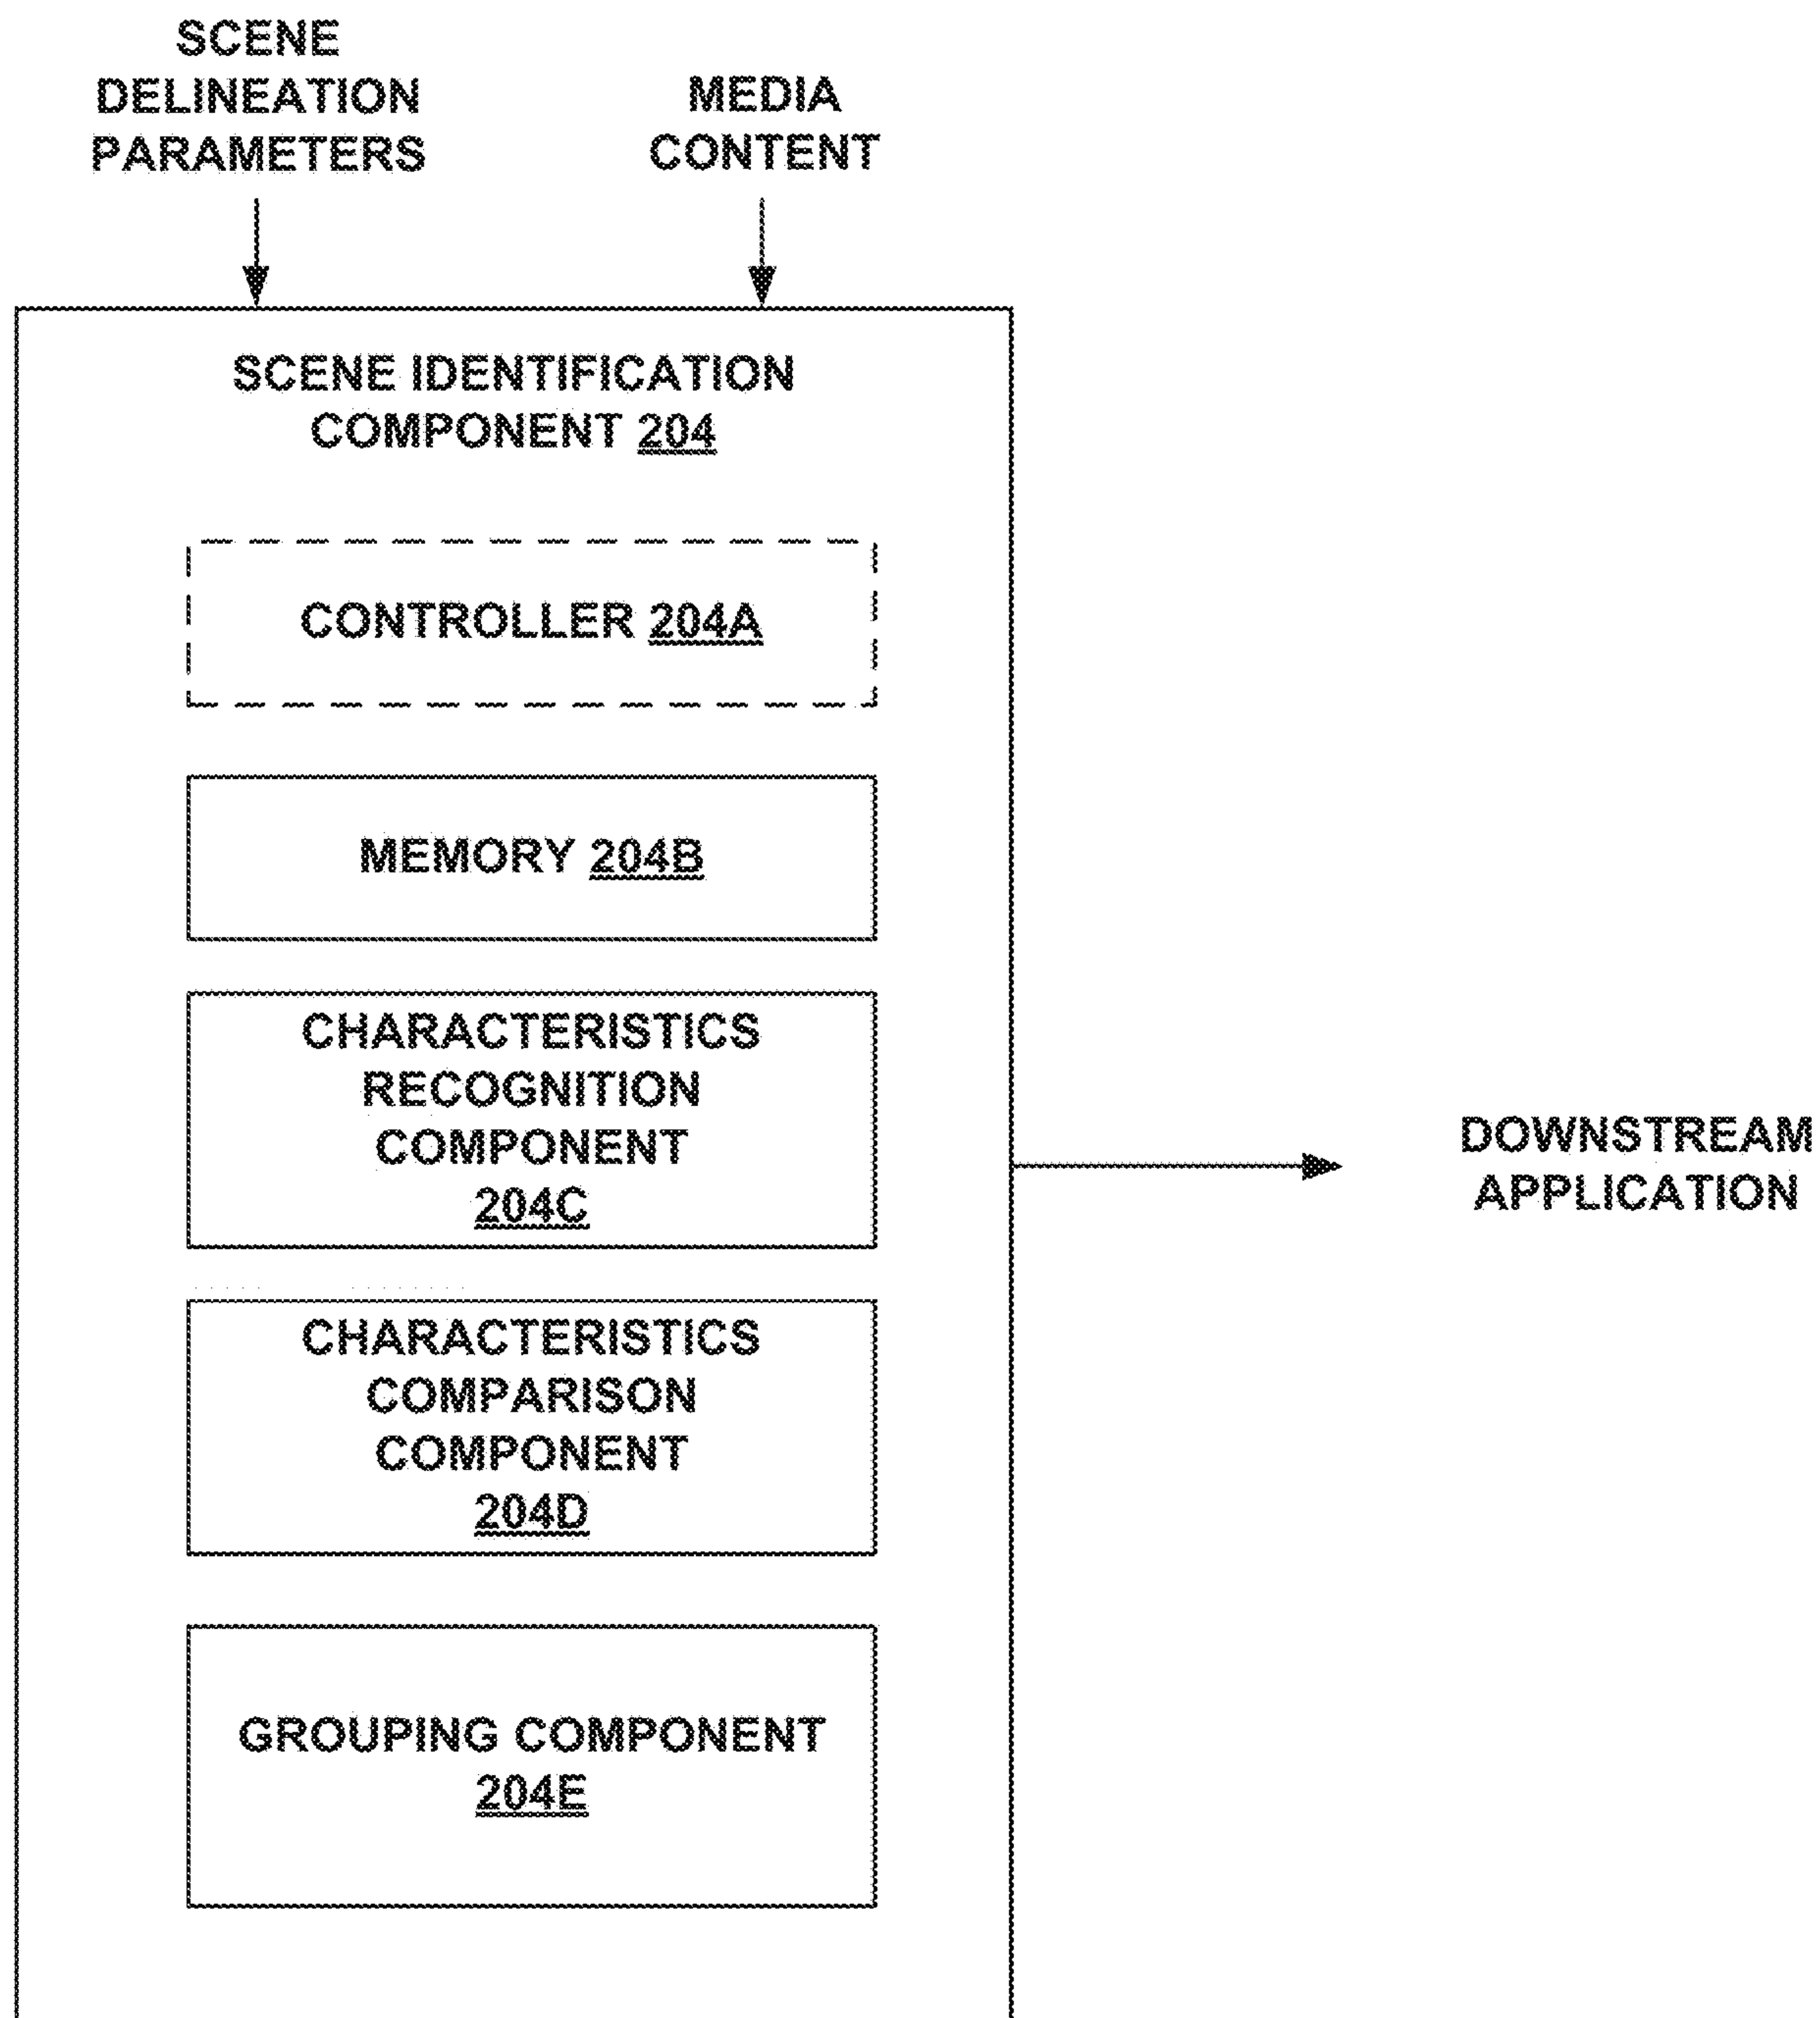 SCENE
DELINEATION
PARAMETERS
MEDIA
CONTENT
SCENE IDENTIFICATION
COMPONENT 204
CONTROLLER 204A
MEMORY 204B
CHARACTERISTICS
RECOGNITION
COMPONENT
204C
CHARACTERISTICS
COMPARISON
COMPONENT
204D
GROUPING COMPONENT
204E
DOWNSTREAM
APPLICATION